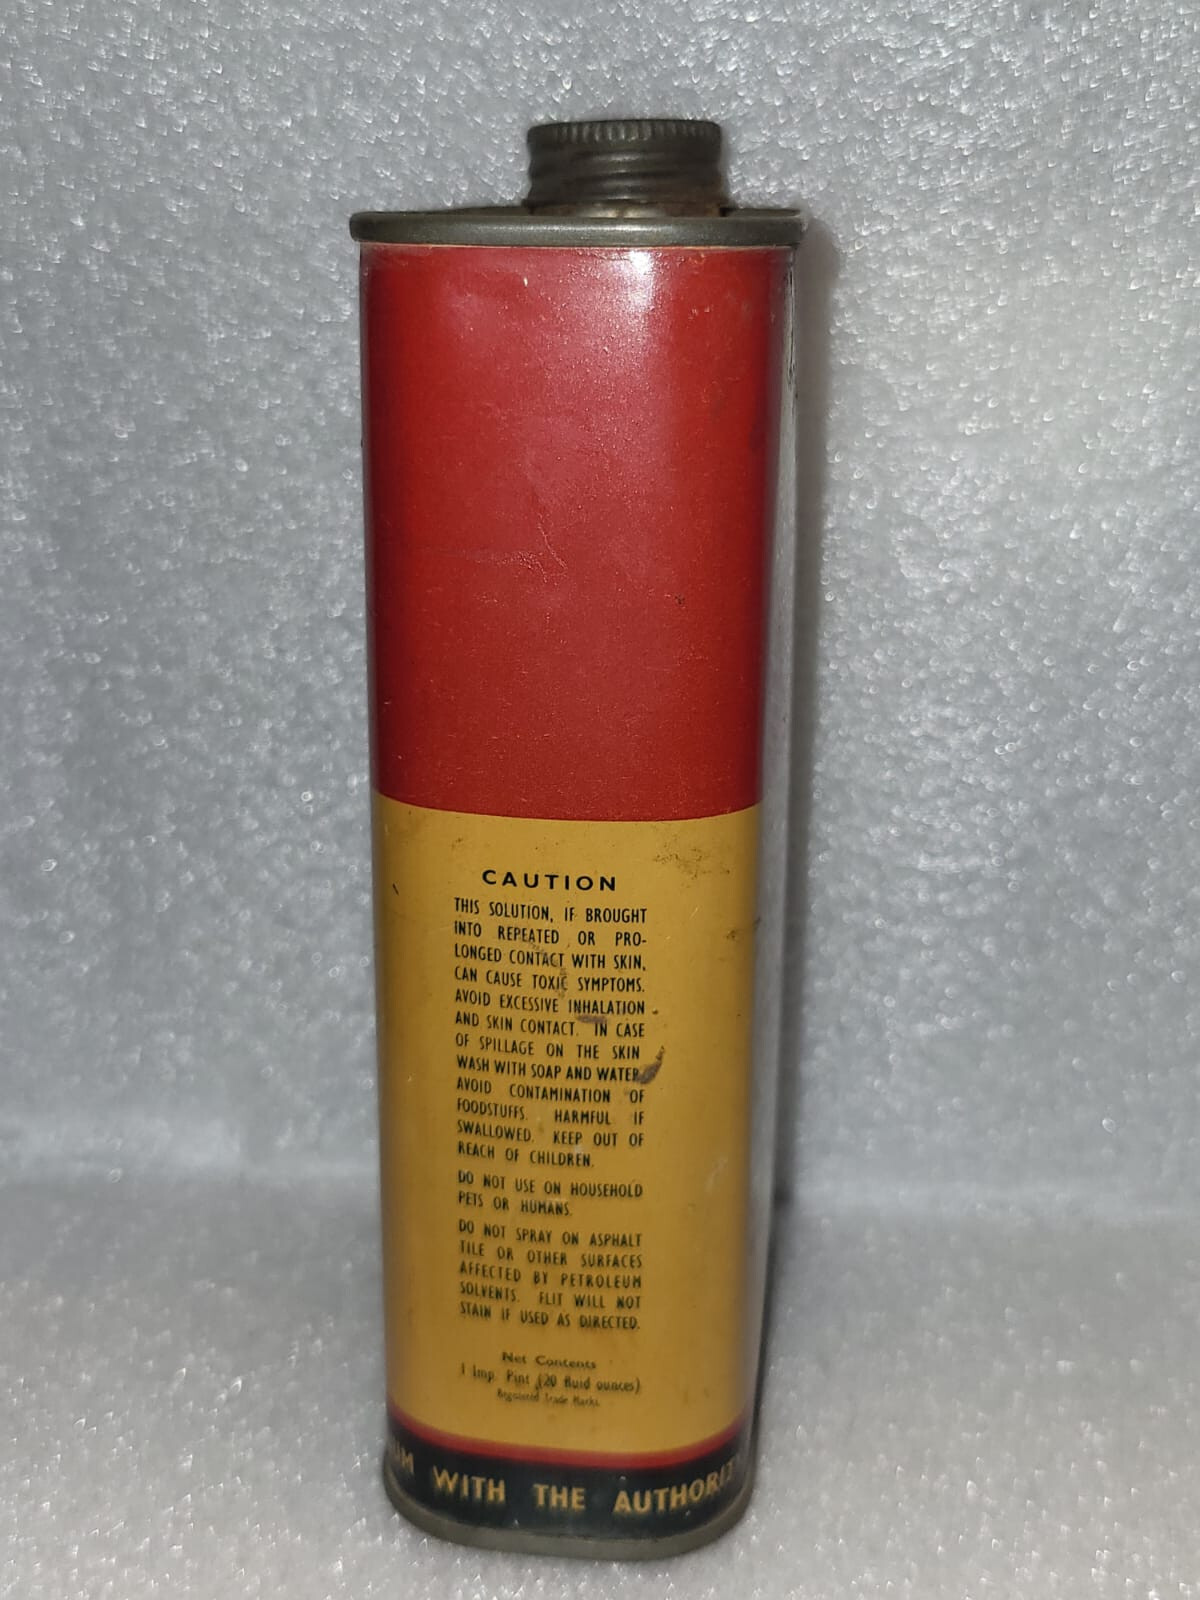 CAUTION
THIS SOLUTION, IF BROUGHT
INTO REPEATED OR PRO-
LONGED CONTACT WITH SKIN,
CAN CAUSE TOXIC SYMPTOMS.
AVOID EXCESSIVE INHALATION
AND SKIN CONTACT. IN CASE
OF SPILLAGE ON THE SKIN
WASH WITH SOAP AND WATER
AVOID CONTAMINATION OF
FOODSTUFFS. HARMFUL IF
SWALLOWED. KEEP OUT OF
REACH OF CHILDREN.
DO NOT USE ON HOUSEHOLD
PETS OR HUMANS.
DO NOT SPRAY ON ASPHALT
TILE OR OTHER SURFACES
AFFECTED BY PETROLEUM
SOLVENTS. FLIT WILL NOT
STAIN IF USED AS DIRECTED.
Net Contents
1 Imp. Pint (20 fluid ounces)
Registered Trade Marks
WITH THE